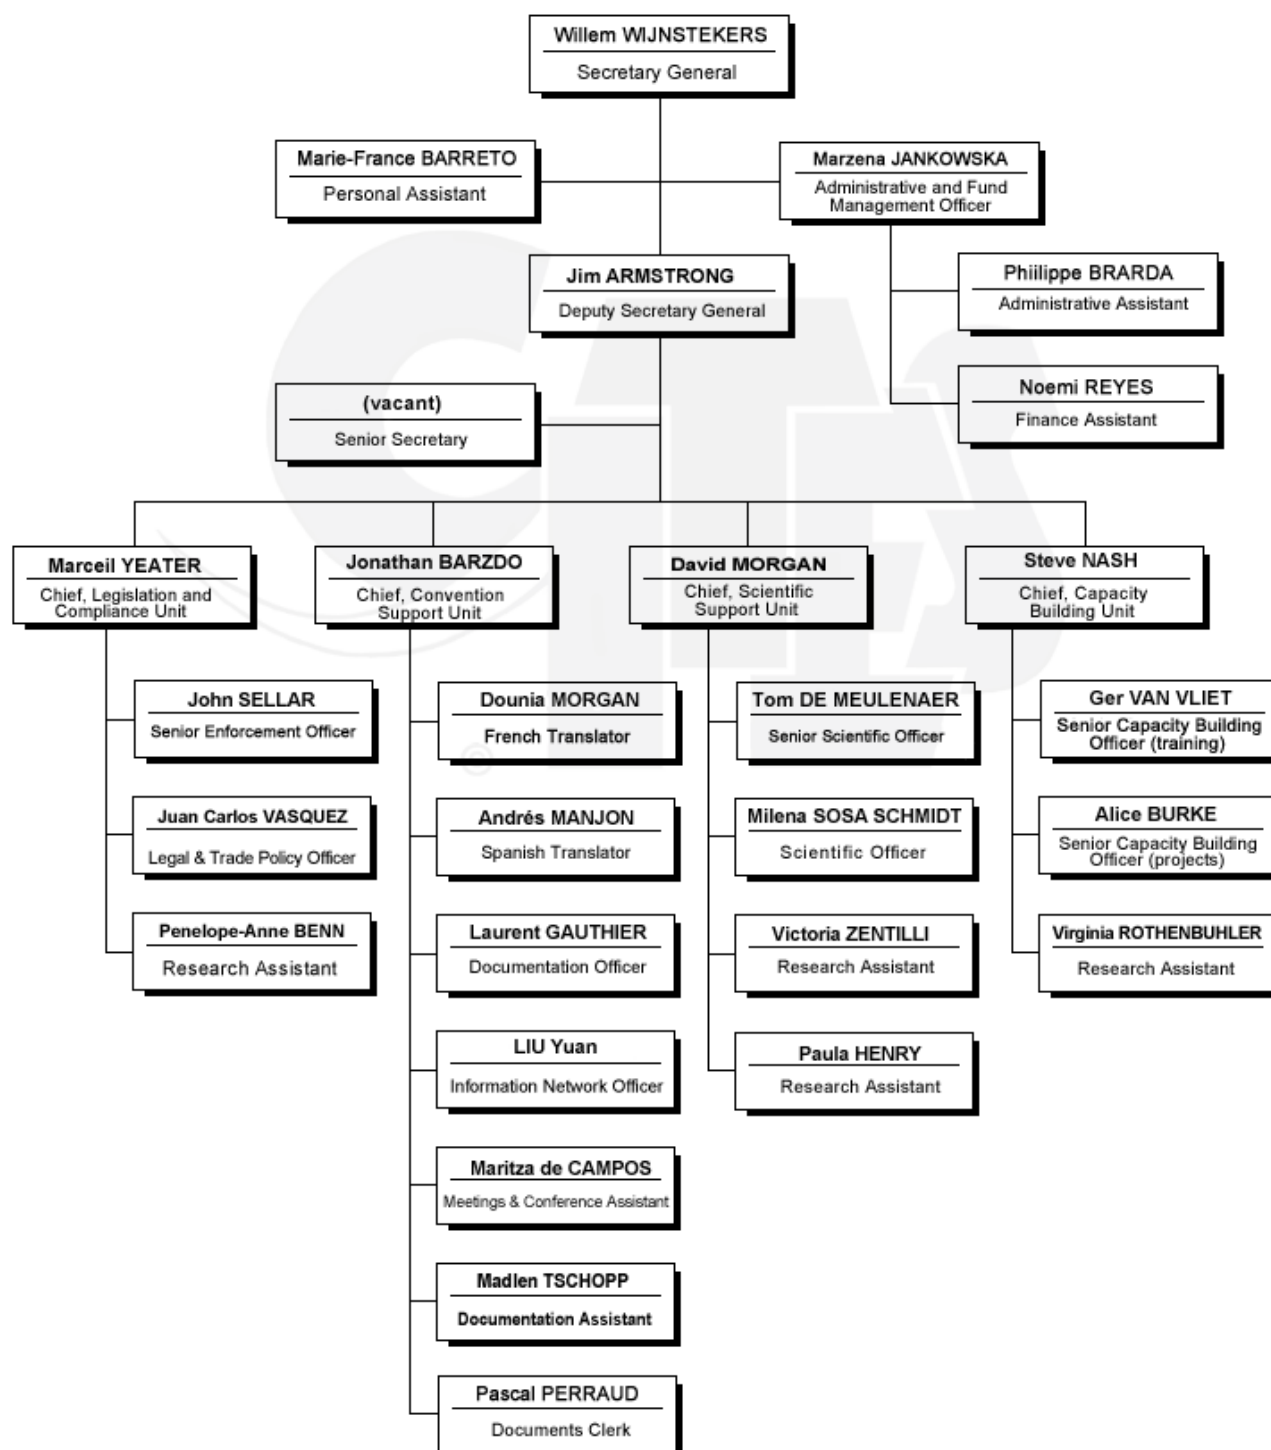 Willem WIJNSTEKERS
Secretary General
Marie-France BARRETO
Personal Assistant
Marzena JANKOWSKA
Administrative and Fund
Management Officer
Jim ARMSTRONG
Deputy Secretary General
Phiilippe BRARDA
Administrative Assistant
(vacant)
Senior Secretary
Noemi REYES
Finance Assistant
CITES
Marceil YEATER
Chief, Legislation and
Compliance Unit
Jonathan BARZDO
Chief, Convention
Support Unit
David MORGAN
Chief, Scientific
Support Unit
Steve NASH
Chief, Capacity
Building Unit
John SELLAR
Senior Enforcement Officer
Juan Carlos VASQUEZ
Legal & Trade Policy Officer
Penelope-Anne BENN
Research Assistant
Dounia MORGAN
French Translator
Andrés MANJON
Spanish Translator
Laurent GAUTHIER
Documentation Officer
LIU Yuan
Information Network Officer
Maritza de CAMPOS
Meetings & Conference Assistant
Madlen TSCHOPP
Documentation Assistant
Pascal PERRAUD
Documents Clerk
©
Tom DE MEULENAER
Senior Scientific Officer
Milena SOSA SCHMIDT
Scientific Officer
Victoria ZENTILLI
Research Assistant
Paula HENRY
Research Assistant
Ger VAN VLIET
Senior Capacity Building
Officer (training)
Alice BURKE
Senior Capacity Building
Officer (projects)
Virginia ROTHENBUHLER
Research Assistant